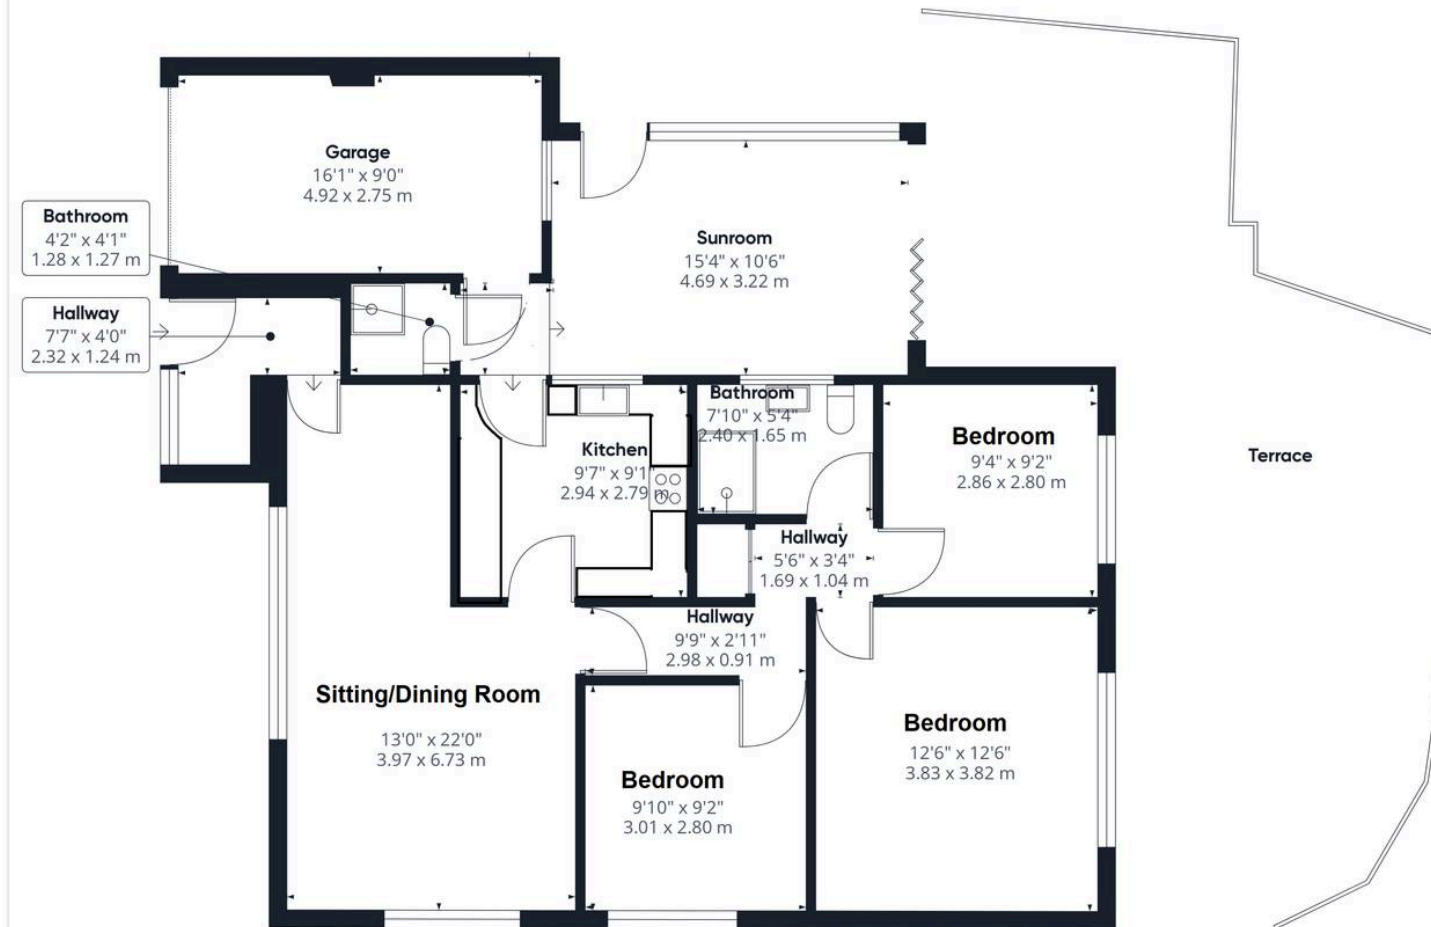 Garage
16'1" x 9'0"
4.92 x 2.75 m
Bathroom
4'2" x 4'1"
1.28 x 1.27 m
Sunroom
15'4" x 10'6"
4.69 x 3.22 m
Hallway
7'7" x 4'0"
2.32 x 1.24 m
Bathroom
7'10" x 5'4"
2.40 x 1.65 m
Kitchen
9'7" x 9'1"
2.94 x 2.79 m
Bedroom
9'4" x 9'2"
2.86 x 2.80 m
Terrace
Hallway
5'6" x 3'4"
1.69 x 1.04 m
Hallway
9'9" x 2'11"
2.98 x 0.91 m
Sitting/Dining Room
13'0" x 22'0"
3.97 x 6.73 m
Bedroom
9'10" x 9'2"
3.01 x 2.80 m
Bedroom
12'6" x 12'6"
3.83 x 3.82 m